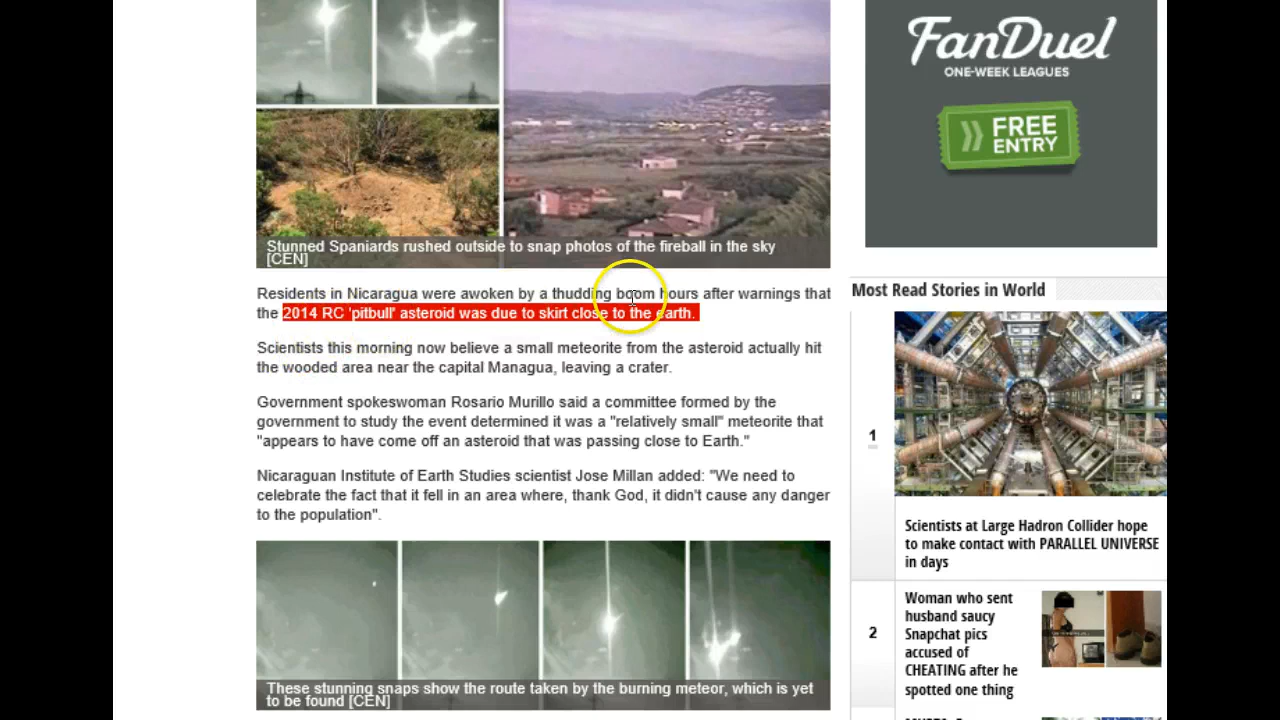 FanDuel
ONE-WEEK LEAGUES
FREE
ENTRY
Stunned Spaniards rushed outside to snap photos of the fireball in the sky
[CEN]
Residents in Nicaragua were awoken by a thudding boom hours after warnings that
the 2014 RC 'pitbull' asteroid was due to skirt close to the earth.
Scientists this morning now believe a small meteorite from the asteroid actually hit
the wooded area near the capital Managua, leaving a crater.
Government spokeswoman Rosario Murillo said a committee formed by the
government to study the event determined it was a "relatively small" meteorite that
"appears to have come off an asteroid that was passing close to Earth."
Nicaraguan Institute of Earth Studies scientist Jose Millan added: "We need to
celebrate the fact that it fell in an area where, thank God, it didn't cause any danger
to the population".
These stunning snaps show the route taken by the burning meteor, which is yet
to be found [CEN]
Most Read Stories in World
1
Scientists at Large Hadron Collider hope
to make contact with PARALLEL UNIVERSE
in days
2
Woman who sent
husband saucy
Snapchat pics
accused of
CHEATING after he
spotted one thing